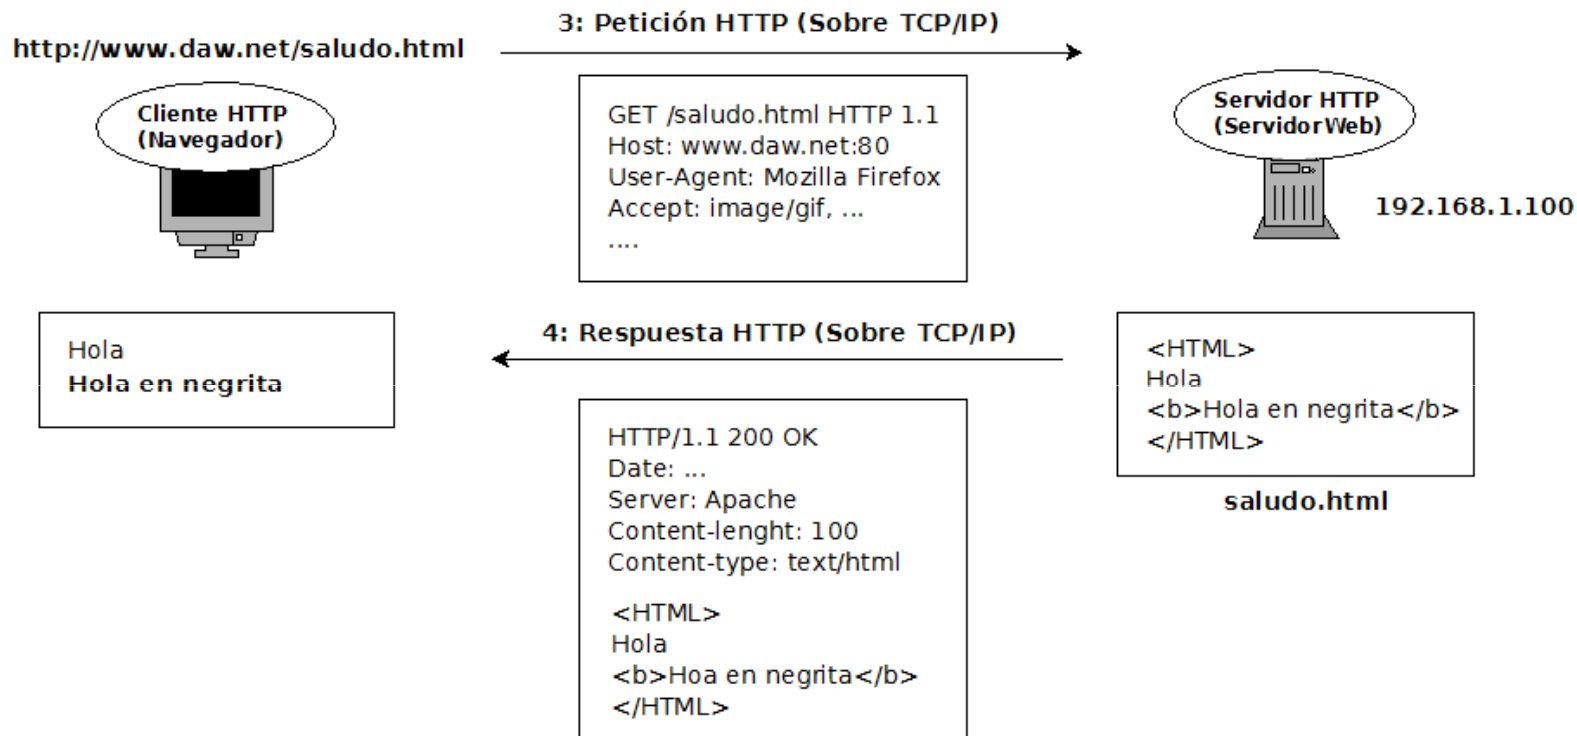 3: Petición HTTP (Sobre TCP/IP)
http://www.daw.net/saludo.html
Cliente HTTP
(Navegador)
GET /saludo.html HTTP 1.1
Host: www.daw.net:80
User-Agent: Mozilla Firefox
Accept: image/gif, ...
....
Servidor HTTP
(ServidorWeb)
192.168.1.100
Hola
Hola en negrita
4: Respuesta HTTP (Sobre TCP/IP)
HTTP/1.1 200 OK
Date: ...
Server: Apache
Content-lenght: 100
Content-type: text/html
<HTML>
Hola
<b>Hoa en negrita</b>
</HTML>
<HTML>
Hola
<b>Hola en negrita</b>
</HTML>
saludo.html